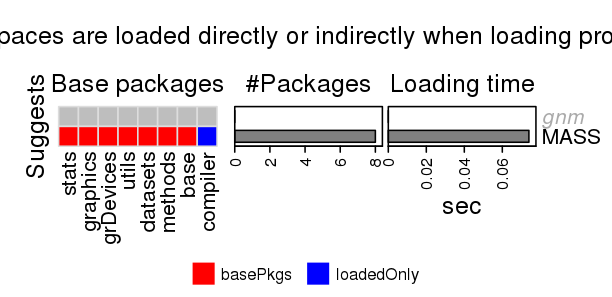 paces are loaded directly or indirectly when loading pro
Base packages #Packages Loading time
Suggests
gnm
MASS
stats graphics grDevices utils datasets methods base compiler
0 2 4 6 8
0 0.02 0.04 0.06
sec
basePkgs loadedOnly